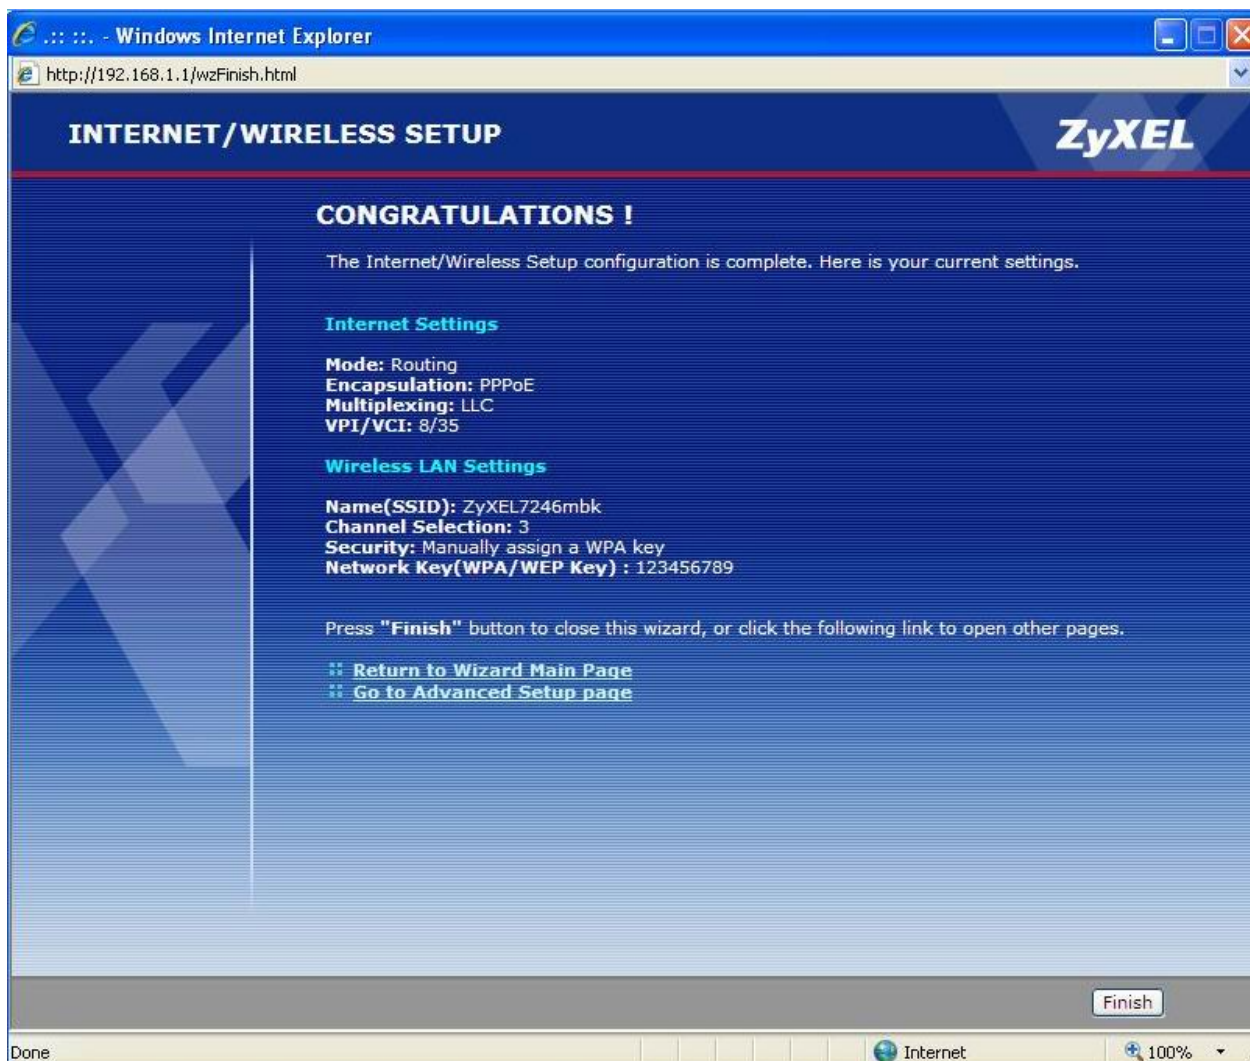 .:: ::. - Windows Internet Explorer
http://192.168.1.1/wzFinish.html
INTERNET/WIRELESS SETUP
ZyXEL
CONGRATULATIONS !
The Internet/Wireless Setup configuration is complete. Here is your current settings.
Internet Settings
Mode: Routing
Encapsulation: PPPoE
Multiplexing: LLC
VPI/VCI: 8/35
Wireless LAN Settings
Name(SSID): ZyXEL7246mbk
Channel Selection: 3
Security: Manually assign a WPA key
Network Key(WPA/WEP Key) : 123456789
Press "Finish" button to close this wizard, or click the following link to open other pages.
Return to Wizard Main Page
Go to Advanced Setup page
Finish
Done
Internet
100%